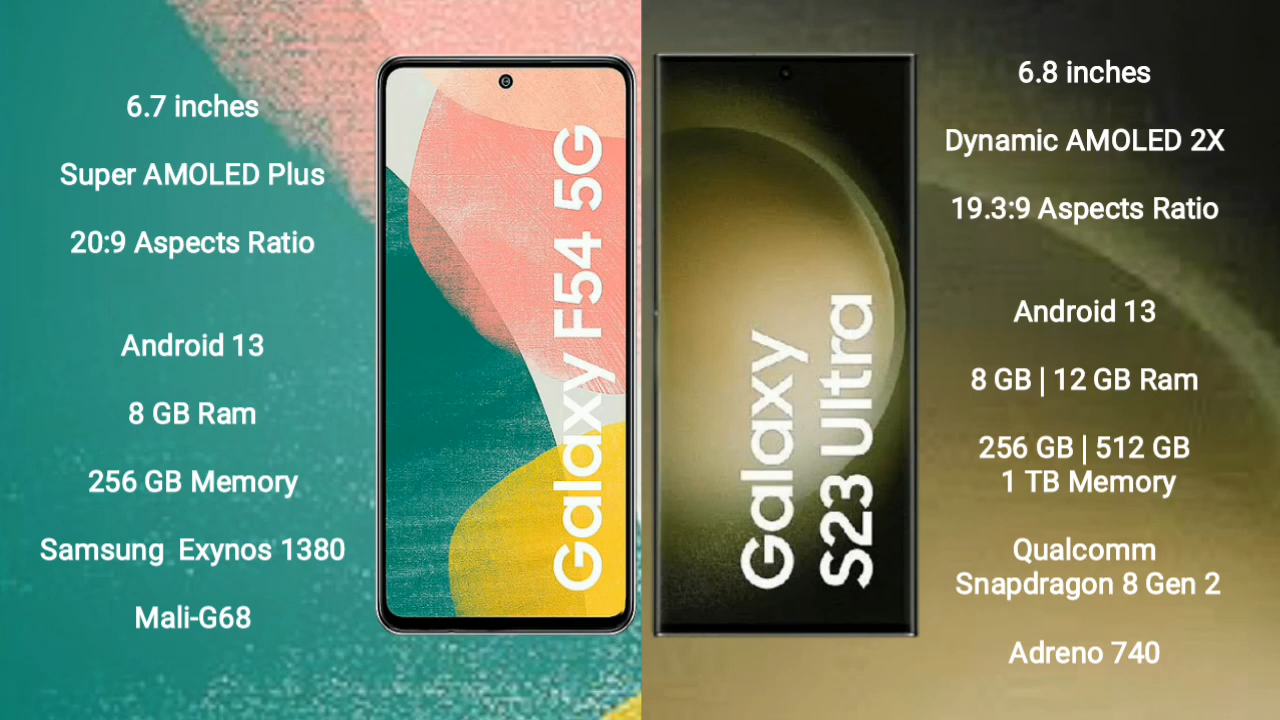 6.7 inches
Super AMOLED Plus
20:9 Aspects Ratio
Android 13
8 GB Ram
256 GB Memory
Samsung  Exynos 1380
Mali-G68
Galaxy F54 5G
Galaxy
S23 Ultra
6.8 inches
Dynamic AMOLED 2X
19.3:9 Aspects Ratio
Android 13
8 GB | 12 GB Ram
256 GB | 512 GB
1 TB Memory
Qualcomm
Snapdragon 8 Gen 2
Adreno 740